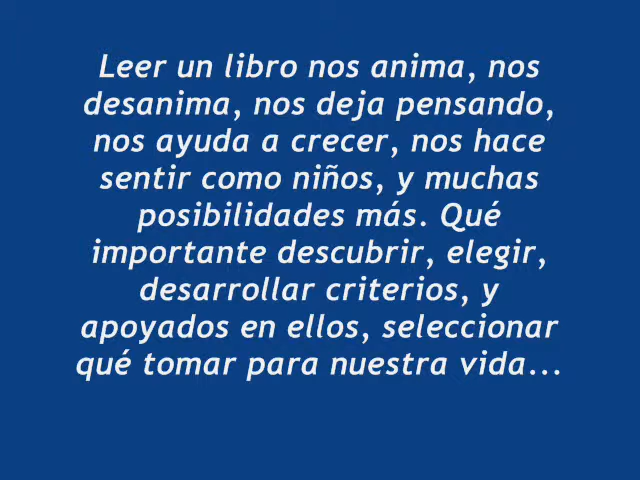 Leer un libro nos anima, nos
desanima, nos deja pensando,
nos ayuda a crecer, nos hace
sentir como niños, y muchas
posibilidades más. Qué
importante descubrir, elegir,
desarrollar criterios, y
apoyados en ellos, seleccionar
qué tomar para nuestra vida...